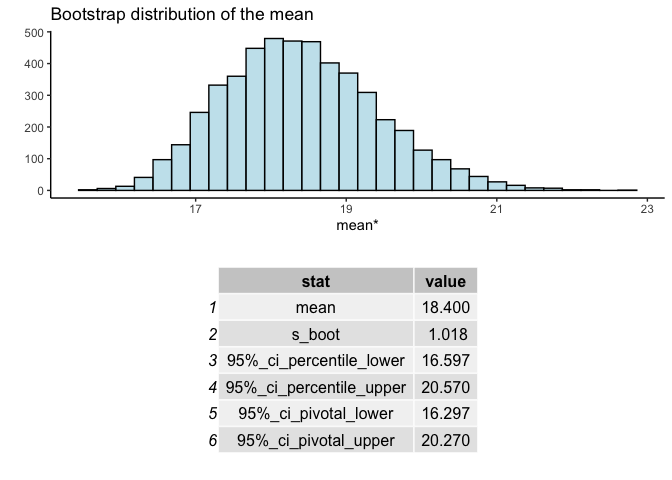 Bootstrap distribution of the mean
500
400
300
200
100
0
17 19 21 23
mean*
stat value
1 mean 18.400
2 s_boot 1.018
3 95%_ci_percentile_lower 16.597
4 95%_ci_percentile_upper 20.570
5 95%_ci_pivotal_lower 16.297
6 95%_ci_pivotal_upper 20.270